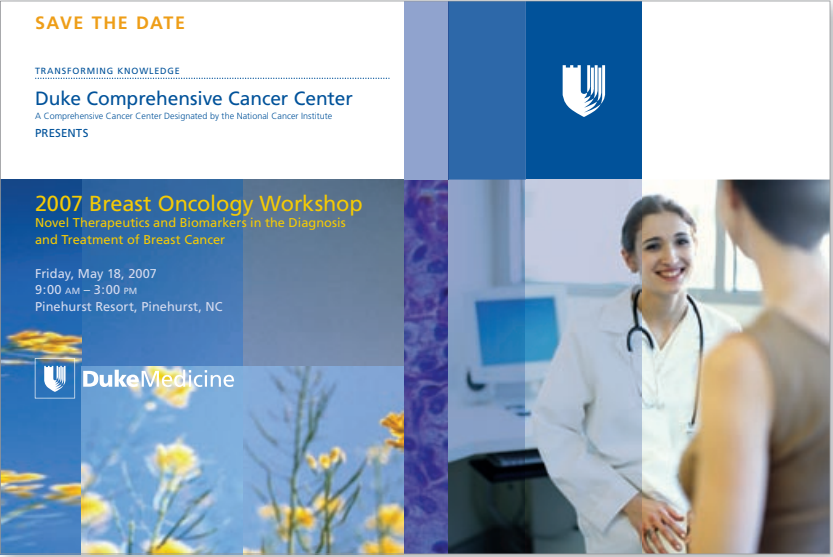 SAVE THE DATE
TRANSFORMING KNOWLEDGE
Duke Comprehensive Cancer Center
A Comprehensive Cancer Center Designated by the National Cancer Institute
PRESENTS
2007 Breast Oncology Workshop
Novel Therapeutics and Biomarkers in the Diagnosis
and Treatment of Breast Cancer
Friday, May 18, 2007
9:00 AM – 3:00 PM
Pinehurst Resort, Pinehurst, NC
DukeMedicine